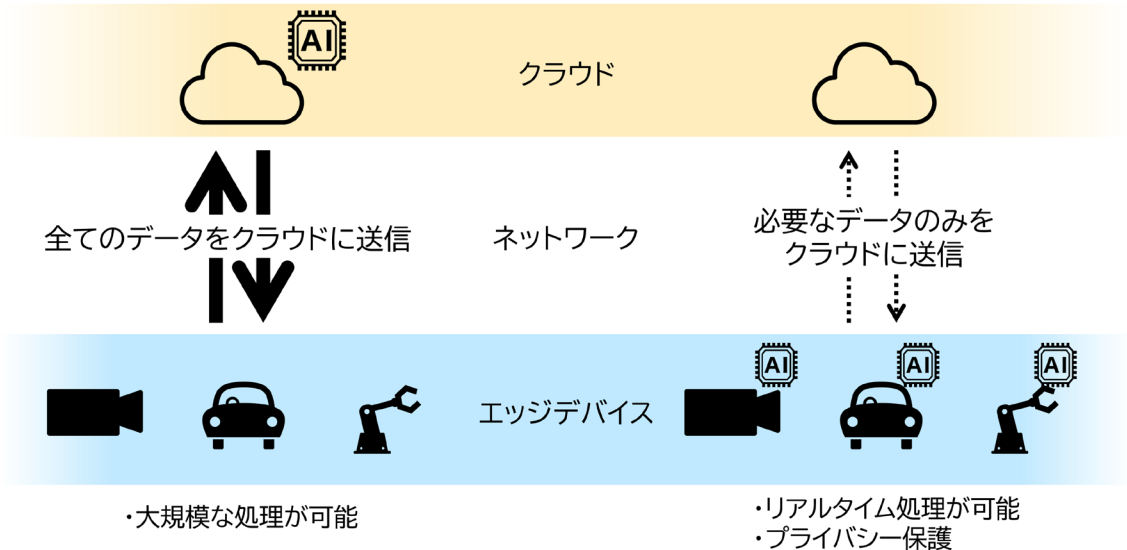 AI
クラウド
全てのデータをクラウドに送信
ネットワーク
必要なデータのみを
クラウドに送信
AI
AI
AI
エッジデバイス
・大規模な処理が可能
・リアルタイム処理が可能
・プライバシー保護